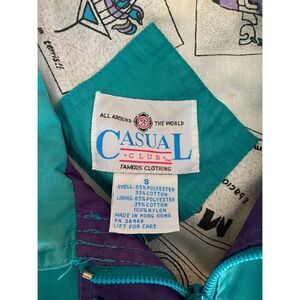 ALL AROUND THE WORLD
CASUAL
CLUB
FAMOUS CLOTHING
S
SHELL: 65% POLYESTER
35% COTTON
LINING: 65% POLYESTER
35% COTTON
100% NYLON
MADE IN HONG KONG
RN 38969
LIFT FOR CARE
M